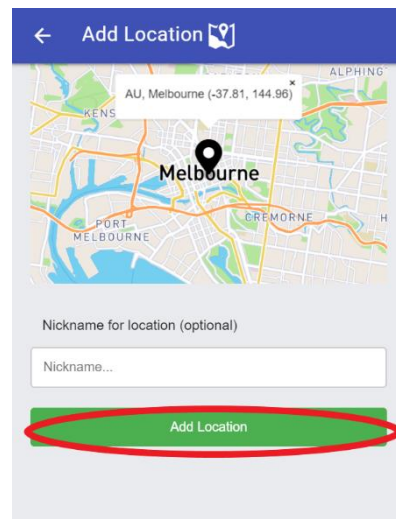 Add Location
ALPHING
×
AU, Melbourne (-37.81, 144.96)
KENS
Melbourne
PORT
MELBOURNE
CREMORNE
H
Nickname for location (optional)
Nickname...
Add Location